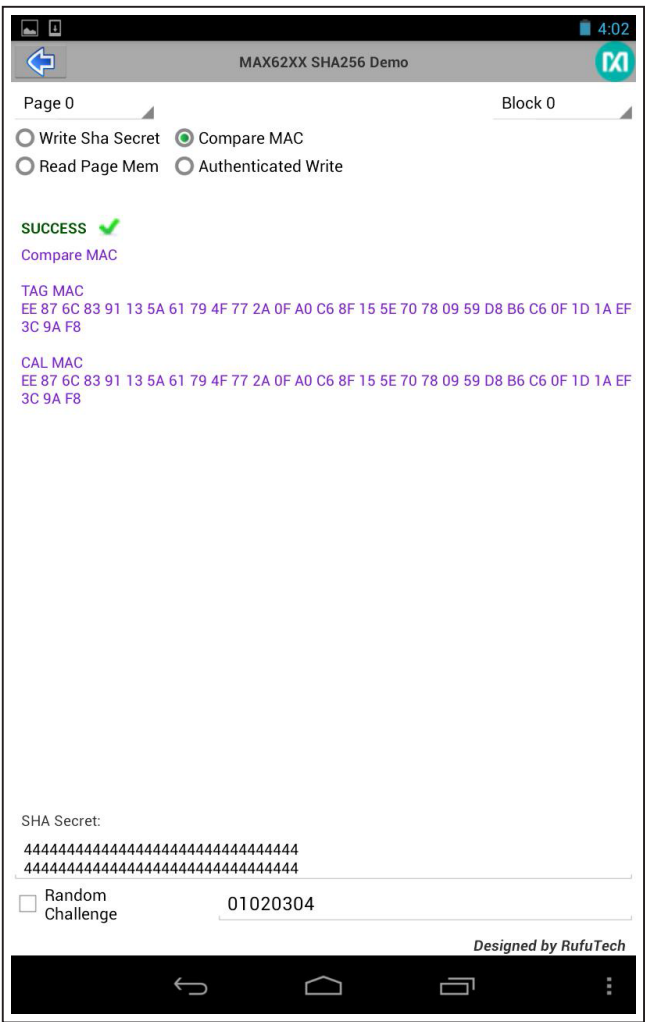 4:02
MAX62XX SHA256 Demo
Page 0
Block 0
Write Sha Secret
Compare MAC
Read Page Mem
Authenticated Write
SUCCESS
Compare MAC
TAG MAC
EE 87 6C 83 91 13 5A 61 79 4F 77 2A 0F A0 C6 8F 15 5E 70 78 09 59 D8 B6 C6 0F 1D 1A EF
3C 9A F8
CAL MAC
EE 87 6C 83 91 13 5A 61 79 4F 77 2A 0F A0 C6 8F 15 5E 70 78 09 59 D8 B6 C6 0F 1D 1A EF
3C 9A F8
SHA Secret:
44444444444444444444444444444444
44444444444444444444444444444444
Random
Challenge
01020304
Designed by RufuTech